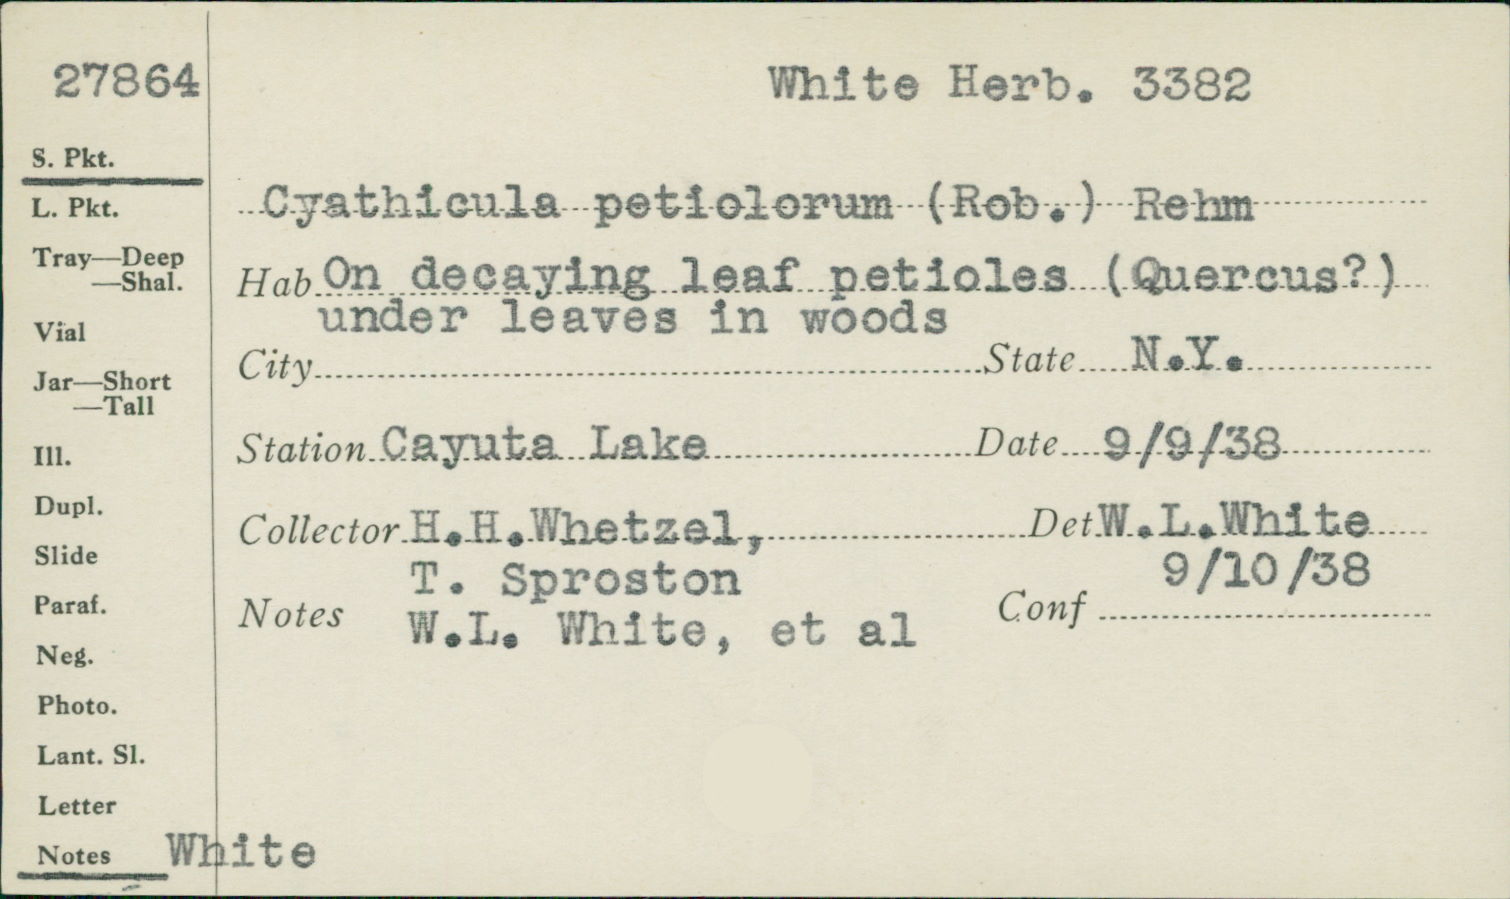 27864
White Herb. 3382
S. Pkt.
L. Pkt.
Tray—Deep
—Shal.
Vial
Jar—Short
—Tall
Ill.
Dupl.
Slide
Paraf.
Neg.
Photo.
Lant. Sl.
Letter
Notes White
Cyathicula petiolorum (Rob.) Rehm
Hab On decaying leaf petioles (Quercus?)
under leaves in woods
City State N.Y.
Station Cayuta Lake Date 9/9/38
Collector H.H.Whetzel, Det W.L.White
T. Sproston 9/10/38
Notes W.L. White, et al Conf